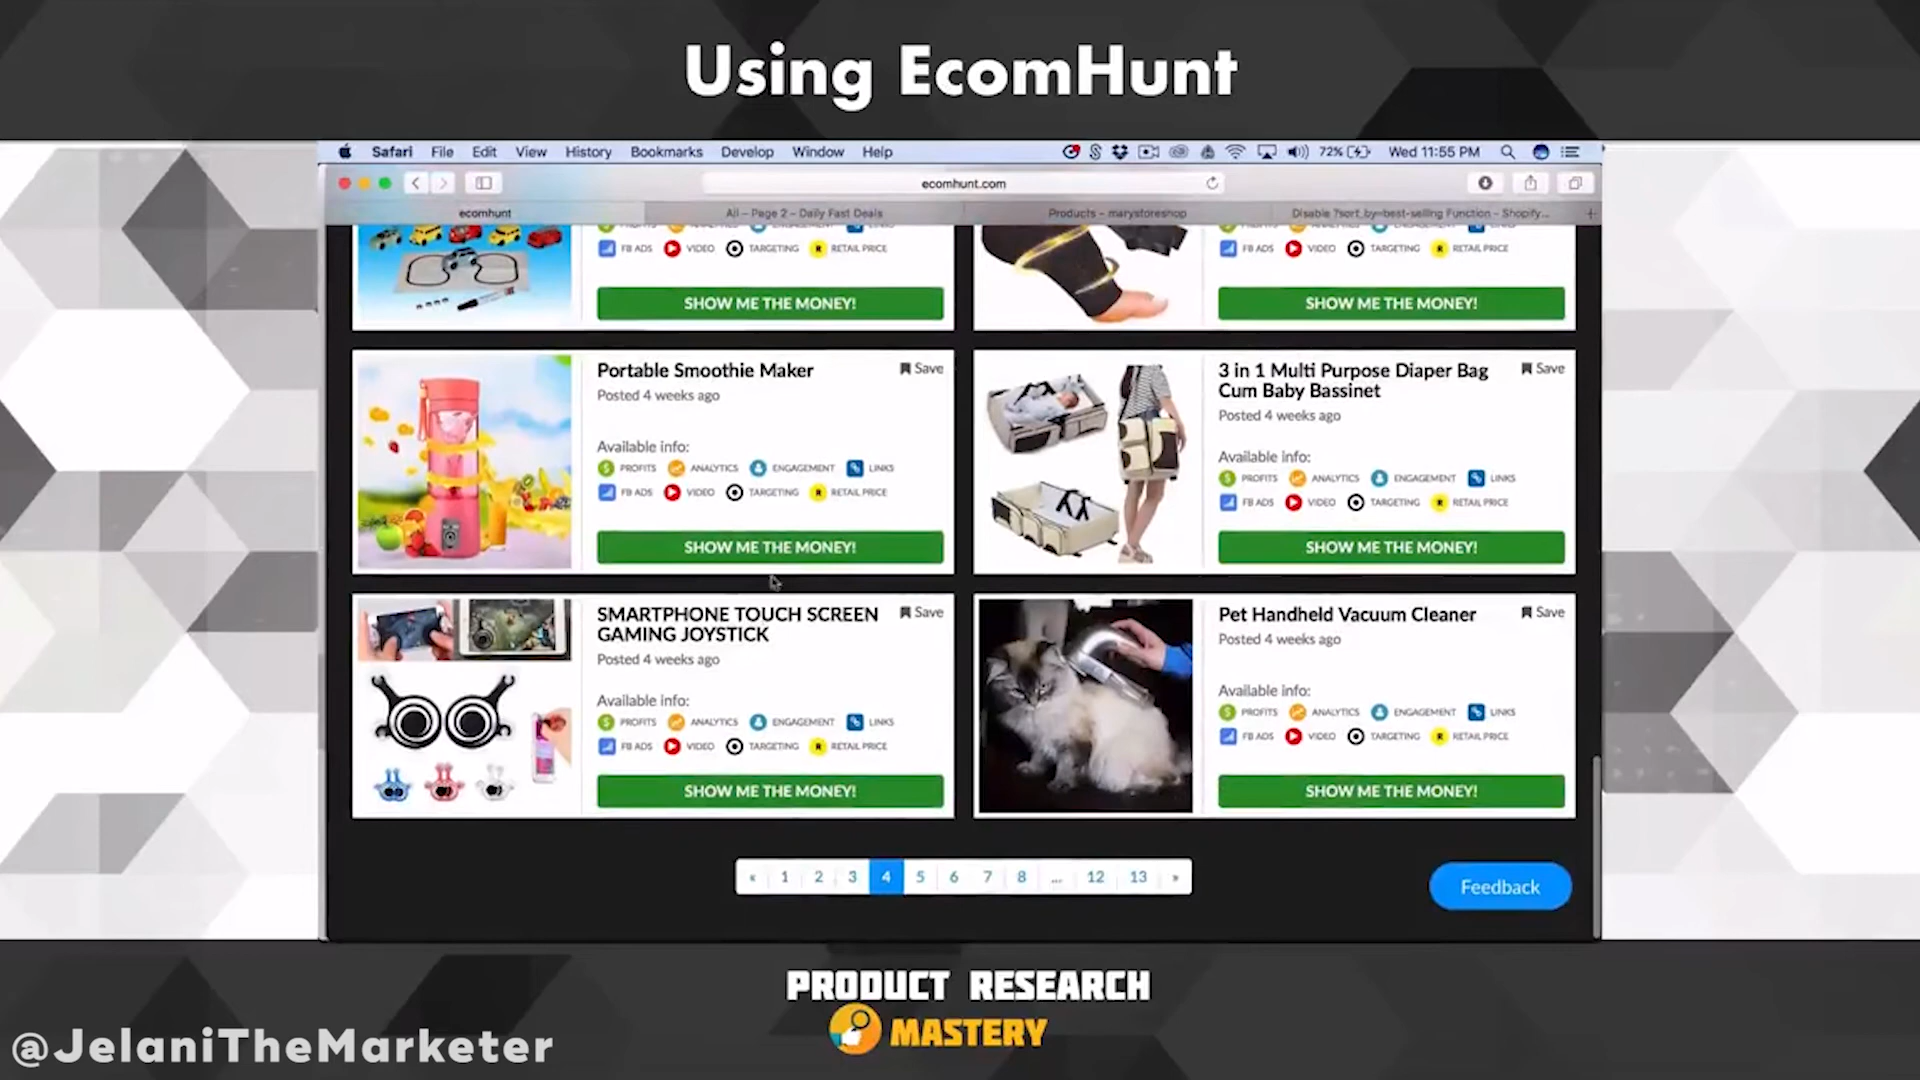 Using EcomHunt
Safari File Edit View History Bookmarks Develop Window Help
72% Wed 11:55 PM
ecomhunt.com
ecomhunt
All – Page 2 – Daily Fast Deals
Products – marystoreshop
Disable ?sort_by=best-selling Function – Shopify...
FB ADS VIDEO TARGETING RETAIL PRICE
SHOW ME THE MONEY!
FB ADS VIDEO TARGETING RETAIL PRICE
SHOW ME THE MONEY!
Portable Smoothie Maker
Save
Posted 4 weeks ago
Available info:
PROFITS ANALYTICS ENGAGEMENT LINKS
FB ADS VIDEO TARGETING RETAIL PRICE
SHOW ME THE MONEY!
3 in 1 Multi Purpose Diaper Bag
Cum Baby Bassinet
Save
Posted 4 weeks ago
Available info:
PROFITS ANALYTICS ENGAGEMENT LINKS
FB ADS VIDEO TARGETING RETAIL PRICE
SHOW ME THE MONEY!
SMARTPHONE TOUCH SCREEN
GAMING JOYSTICK
Save
Posted 4 weeks ago
Available info:
PROFITS ANALYTICS ENGAGEMENT LINKS
FB ADS VIDEO TARGETING RETAIL PRICE
SHOW ME THE MONEY!
Pet Handheld Vacuum Cleaner
Save
Posted 4 weeks ago
Available info:
PROFITS ANALYTICS ENGAGEMENT LINKS
FB ADS VIDEO TARGETING RETAIL PRICE
SHOW ME THE MONEY!
« 1 2 3 4 5 6 7 8 ... 12 13 »
Feedback
PRODUCT RESEARCH
MASTERY
@JelaniTheMarketer